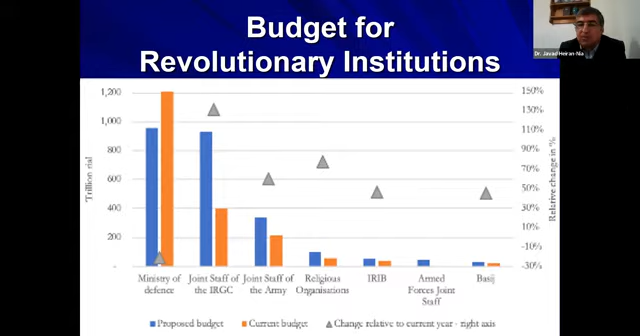 Budget for
Revolutionary Institutions
Dr. Javad Heiran-Nia
Trillion rial
1,200
1,000
800
600
400
200
-
150%
130%
110%
90%
70%
50%
30%
10%
-10%
-30%
Relative change in %
Ministry of
defence
Joint Staff of
the IRGC
Joint Staff of
the Army
Religious
Organisations
IRIB
Armed
Forces Joint
Staff
Basij
Proposed budget
Current budget
Change relative to current year - right axis